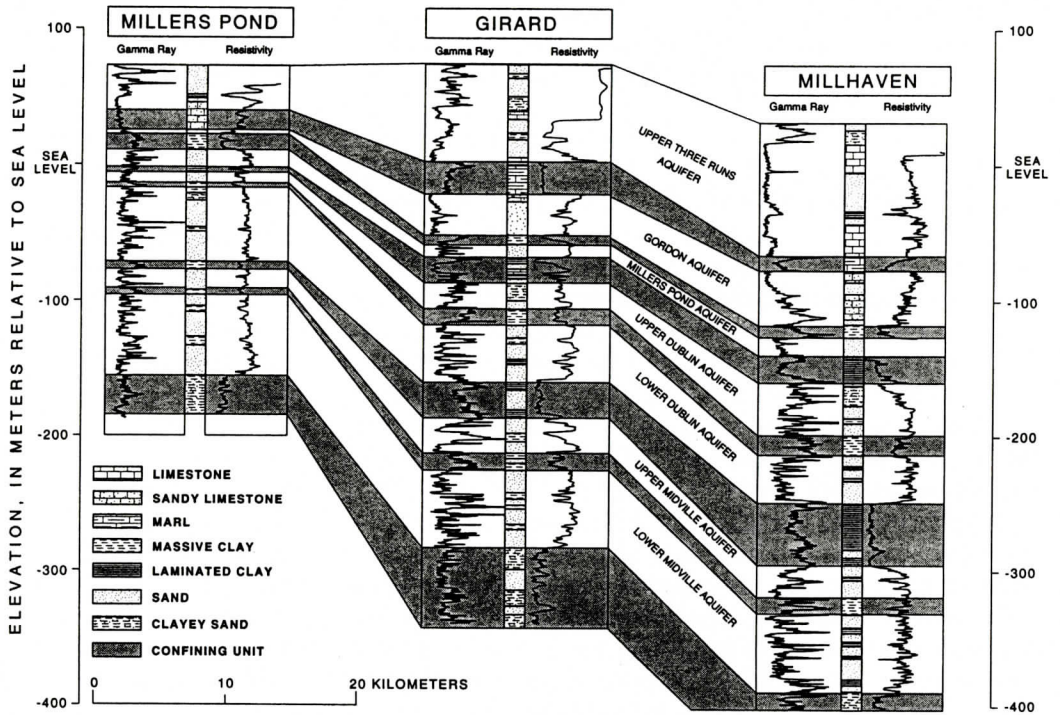 MILLERS POND
Gamma Ray
Resistivity
GIRARD
Gamma Ray
Resistivity
MILLHAVEN
Gamma Ray
Resistivity
ELEVATION, IN METERS RELATIVE TO SEA LEVEL
100
SEA
LEVEL
-100
-200
-300
-400
UPPER THREE RUNS
AQUIFER
GORDON AQUIFER
MILLERS POND AQUIFER
UPPER DUBLIN AQUIFER
LOWER DUBLIN AQUIFER
UPPER MIDVILLE AQUIFER
LOWER MIDVILLE AQUIFER
100
SEA
LEVEL
-100
-200
-300
-400
LIMESTONE
SANDY LIMESTONE
MARL
MASSIVE CLAY
LAMINATED CLAY
SAND
CLAYEY SAND
CONFINING UNIT
0 10 20 KILOMETERS